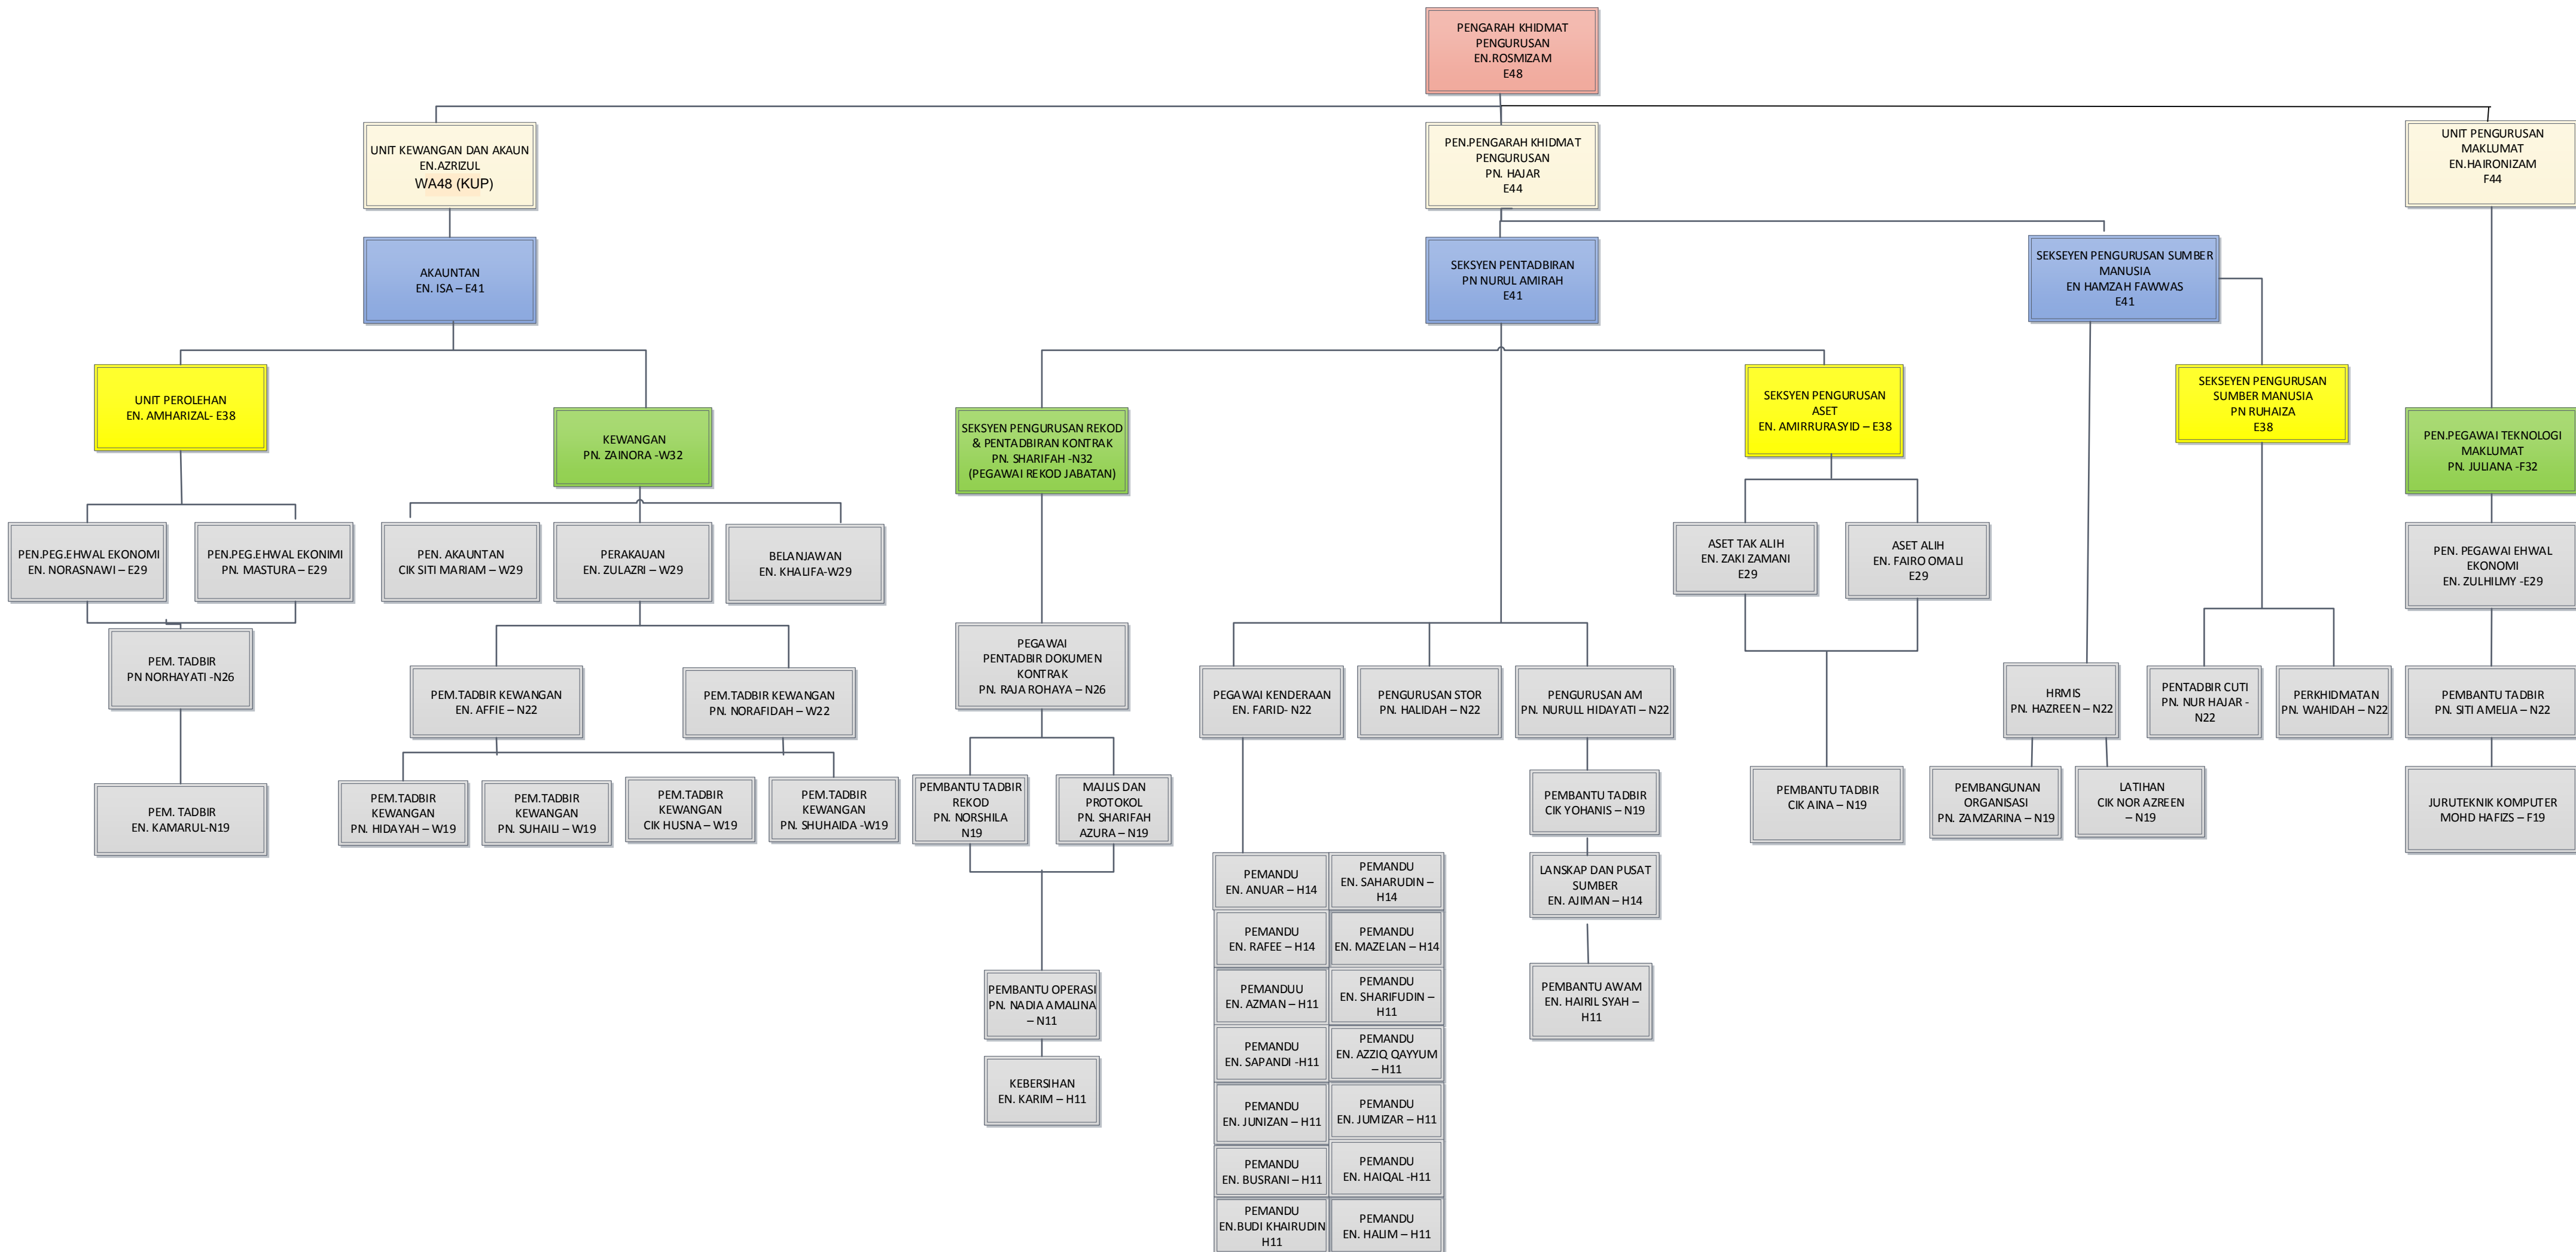 PENGARAH KHIDMAT
PENGURUSAN
EN.ROSMIZAM
E48
UNIT KEWANGAN DAN AKAUN
EN.AZRIZUL
WA48 (KUP)
PEN.PENGARAH KHIDMAT
PENGURUSAN
PN. HAJAR
E44
UNIT PENGURUSAN
MAKLUMAT
EN.HAIRONIZAM
F44
AKAUNTAN
EN. ISA – E41
SEKSYEN PENTADBIRAN
PN NURUL AMIRAH
E41
SEKSEYEN PENGURUSAN SUMBER
MANUSIA
EN HAMZAH FAWWAS
E41
UNIT PEROLEHAN
EN. AMHARIZAL- E38
KEWANGAN
PN. ZAINORA -W32
SEKSYEN PENGURUSAN REKOD
& PENTADBIRAN KONTRAK
PN. SHARIFAH -N32
(PEGAWAI REKOD JABATAN)
SEKSYEN PENGURUSAN
ASET
EN. AMIRRURASYID – E38
SEKSEYEN PENGURUSAN
SUMBER MANUSIA
PN RUHAIZA
E38
PEN.PEGAWAI TEKNOLOGI
MAKLUMAT
PN. JULIANA -F32
PEN.PEG.EHWAL EKONOMI
EN. NORASNAWI – E29
PEN.PEG.EHWAL EKONIMI
PN. MASTURA – E29
PEN. AKAUNTAN
CIK SITI MARIAM – W29
PERAKAUAN
EN. ZULAZRI – W29
BELANJAWAN
EN. KHALIFA-W29
ASET TAK ALIH
EN. ZAKI ZAMANI
E29
ASET ALIH
EN. FAIRO OMALI
E29
PEN. PEGAWAI EHWAL
EKONOMI
EN. ZULHILMY -E29
PEM. TADBIR
PN NORHAYATI -N26
PEM.TADBIR KEWANGAN
EN. AFFIE – N22
PEM.TADBIR KEWANGAN
PN. NORAFIDAH – W22
PEGAWAI
PENTADBIR DOKUMEN
KONTRAK
PN. RAJA ROHAYA – N26
PEGAWAI KENDERAAN
EN. FARID- N22
PENGURUSAN STOR
PN. HALIDAH – N22
PENGURUSAN AM
PN. NURULL HIDAYATI – N22
HRMIS
PN. HAZREEN – N22
PENTADBIR CUTI
PN. NUR HAJAR -
N22
PERKHIDMATAN
PN. WAHIDAH – N22
PEMBANTU TADBIR
PN. SITI AMELIA – N22
PEM. TADBIR
EN. KAMARUL-N19
PEM.TADBIR
KEWANGAN
PN. HIDAYAH – W19
PEM.TADBIR
KEWANGAN
PN. SUHAILI – W19
PEM.TADBIR
KEWANGAN
CIK HUSNA – W19
PEM.TADBIR
KEWANGAN
PN. SHUHAIDA -W19
PEMBANTU TADBIR
REKOD
PN. NORSHILA
N19
MAJLIS DAN
PROTOKOL
PN. SHARIFAH
AZURA – N19
PEMBANTU TADBIR
CIK YOHANIS – N19
PEMBANTU TADBIR
CIK AINA – N19
PEMBANGUNAN
ORGANISASI
PN. ZAMZARINA – N19
LATIHAN
CIK NOR AZREEN
– N19
JURUTEKNIK KOMPUTER
MOHD HAFIZS – F19
PEMANDU
EN. ANUAR – H14
PEMANDU
EN. SAHARUDIN –
H14
LANSKAP DAN PUSAT
SUMBER
EN. AJIMAN – H14
PEMANDU
EN. RAFEE – H14
PEMANDU
EN. MAZELAN – H14
PEMBANTU OPERASI
PN. NADIA AMALINA
– N11
PEMANDUU
EN. AZMAN – H11
PEMANDU
EN. SHARIFUDIN –
H11
PEMBANTU AWAM
EN. HAIRIL SYAH –
H11
PEMANDU
EN. SAPANDI -H11
PEMANDU
EN. AZZIQ QAYYUM
– H11
KEBERSIHAN
EN. KARIM – H11
PEMANDU
EN. JUNIZAN – H11
PEMANDU
EN. JUMIZAR – H11
PEMANDU
EN. BUSRANI – H11
PEMANDU
EN. HAIQAL -H11
PEMANDU
EN.BUDI KHAIRUDIN
H11
PEMANDU
EN. HALIM – H11